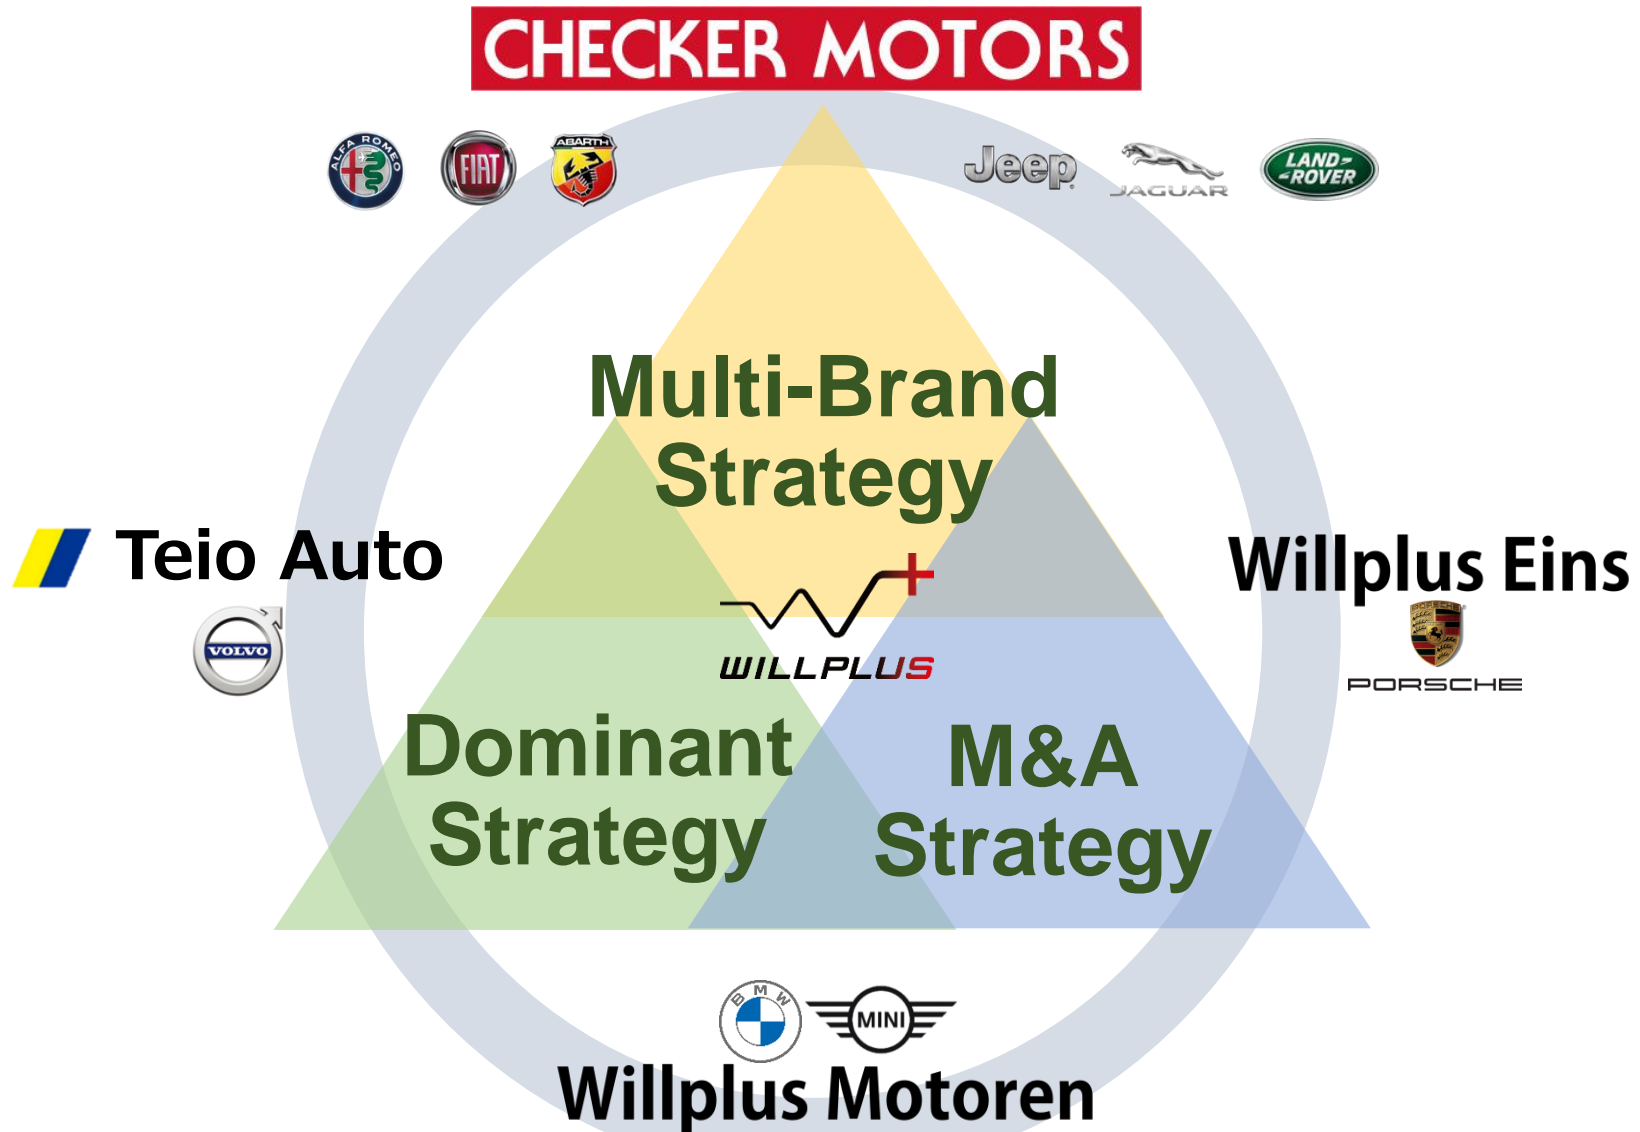 CHECKER MOTORS
ALFA ROMEO
FIAT
ABARTH
Jeep
JAGUAR
LAND-
-ROVER
Multi-Brand
Strategy
Teio Auto
VOLVO
WILLPLUS
Willplus Eins
PORSCHE
PORSCHE
Dominant
Strategy
M&A
Strategy
BMW
MINI
Willplus Motoren